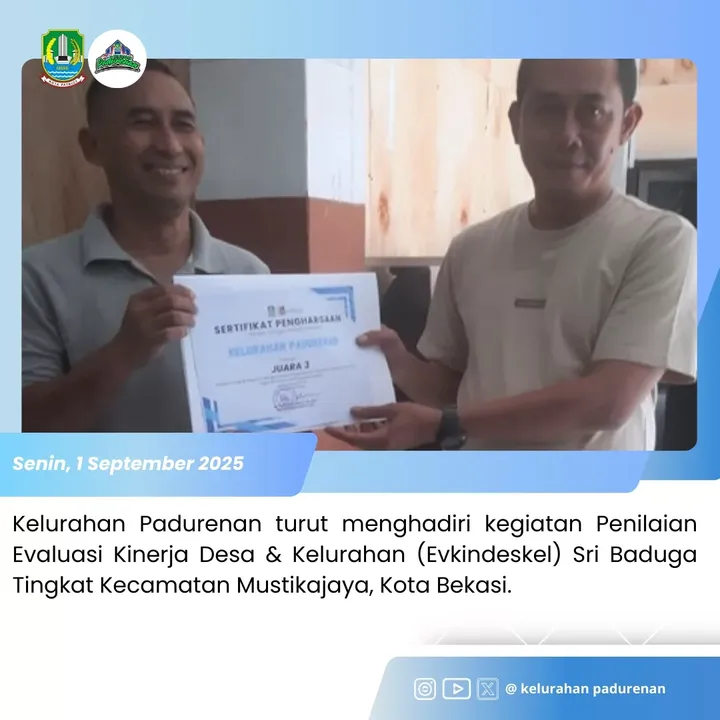 SERTIFIKAT PENGHARGAAN
KELURAHAN PADURENAN
JUARA 3
Senin, 1 September 2025
Kelurahan Padurenan turut menghadiri kegiatan Penilaian
Evaluasi Kinerja Desa & Kelurahan (Evkindeskel) Sri Baduga
Tingkat Kecamatan Mustikajaya, Kota Bekasi.
@ kelurahan padurenan